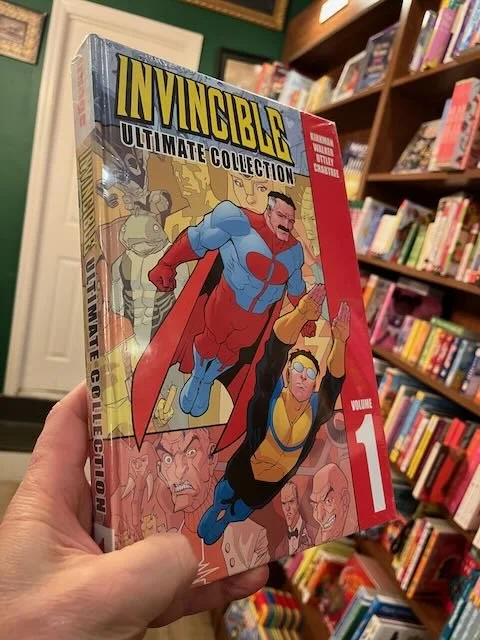 INVINCIBLE
ULTIMATE COLLECTION
KIRKMAN
WALKER
OTTLEY
CRABTREE
VOLUME
1
INVINCIBLE ULTIMATE COLLECTION